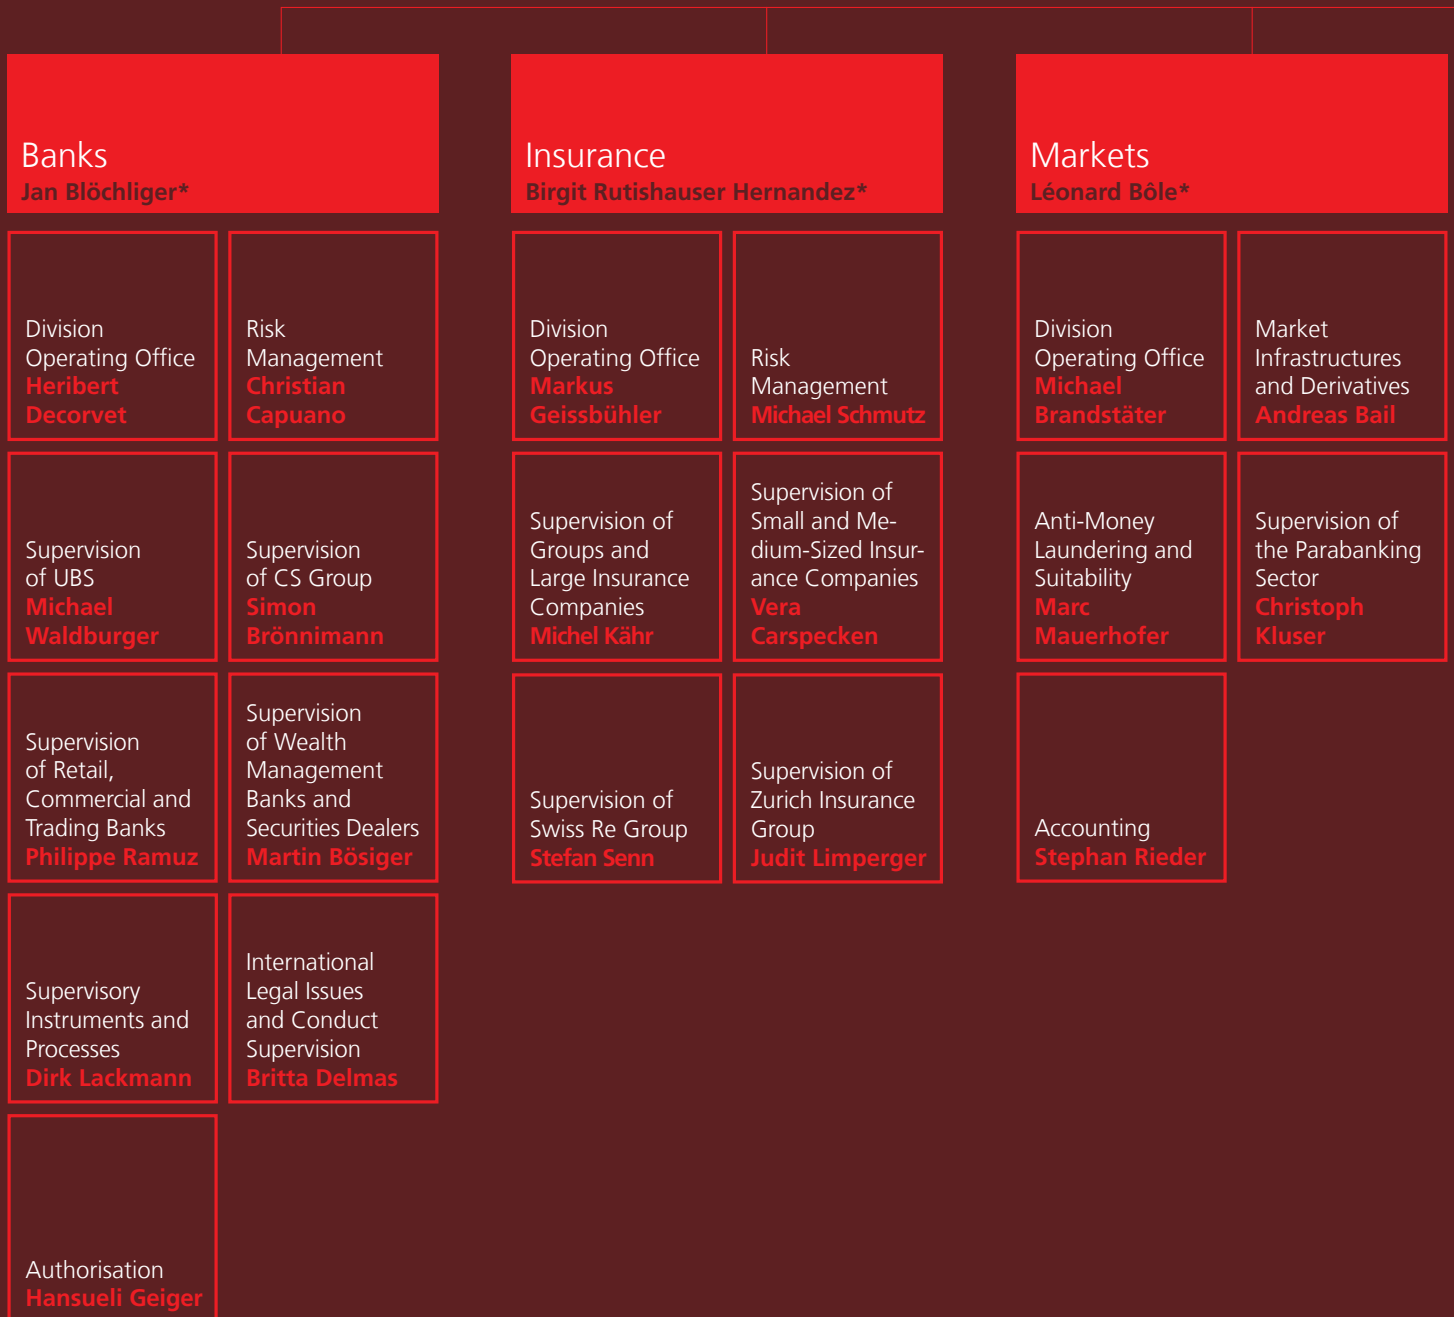 Banks
Jan Blöchliger*
Division
Operating Office
Heribert
Decorvet
Risk
Management
Christian
Capuano
Supervision
of UBS
Michael
Waldburger
Supervision
of CS Group
Simon
Brönnimann
Supervision
of Retail,
Commercial and
Trading Banks
Philippe Ramuz
Supervision
of Wealth
Management
Banks and
Securities Dealers
Martin Bösiger
Supervisory
Instruments and
Processes
Dirk Lackmann
International
Legal Issues
and Conduct
Supervision
Britta Delmas
Authorisation
Hansueli Geiger
Insurance
Birgit Rutishauser Hernandez*
Division
Operating Office
Markus
Geissbühler
Risk
Management
Michael Schmutz
Supervision of
Groups and
Large Insurance
Companies
Michel Kähr
Supervision of
Small and Me-
dium-Sized Insur-
ance Companies
Vera
Carspecken
Supervision of
Swiss Re Group
Stefan Senn
Supervision of
Zurich Insurance
Group
Judit Limperger
Markets
Léonard Bôle*
Division
Operating Office
Michael
Brandstäter
Market
Infrastructures
and Derivatives
Andreas Bail
Anti-Money
Laundering and
Suitability
Marc
Mauerhofer
Supervision of
the Parabanking
Sector
Christoph
Kluser
Accounting
Stephan Rieder